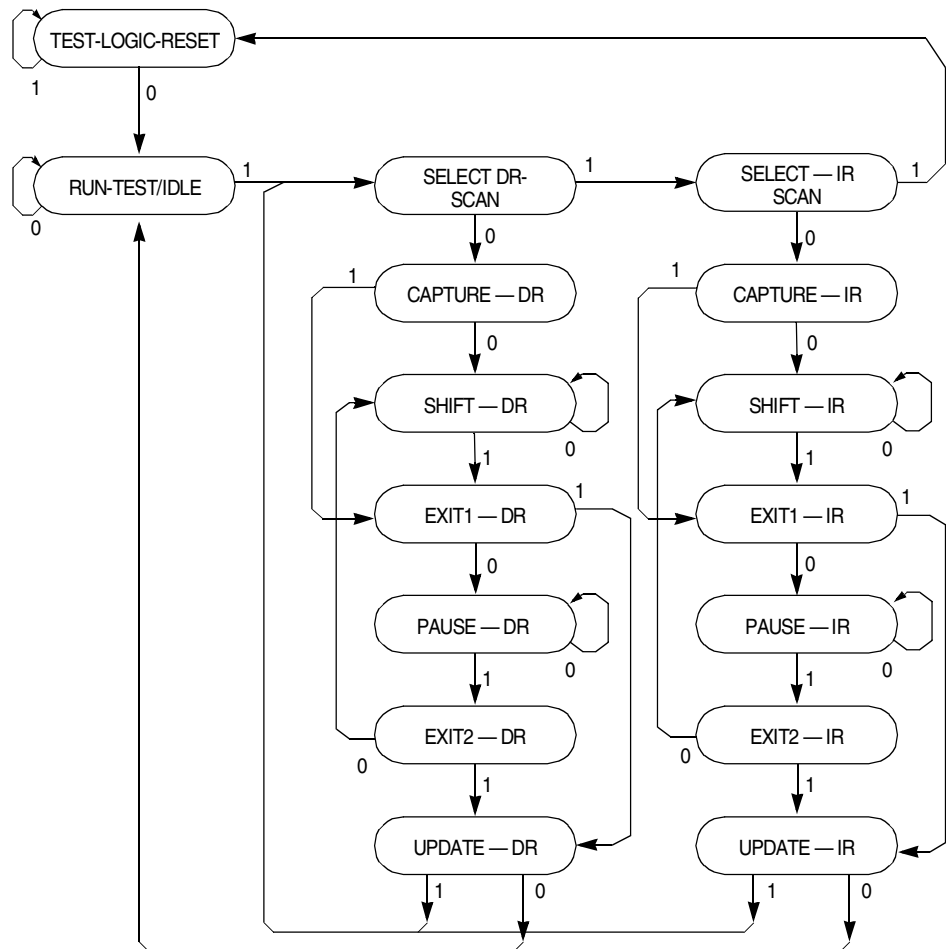 TEST-LOGIC-RESET
1
0
RUN-TEST/IDLE
1
0
SELECT DR-
SCAN
1
SELECT — IR
SCAN
1
0
0
1
CAPTURE — DR
1
CAPTURE — IR
0
0
SHIFT — DR
0
SHIFT — IR
0
1
1
EXIT1 — DR
1
EXIT1 — IR
1
0
0
PAUSE — DR
0
PAUSE — IR
0
1
1
EXIT2 — DR
0
EXIT2 — IR
0
1
1
UPDATE — DR
UPDATE — IR
1
0
1
0